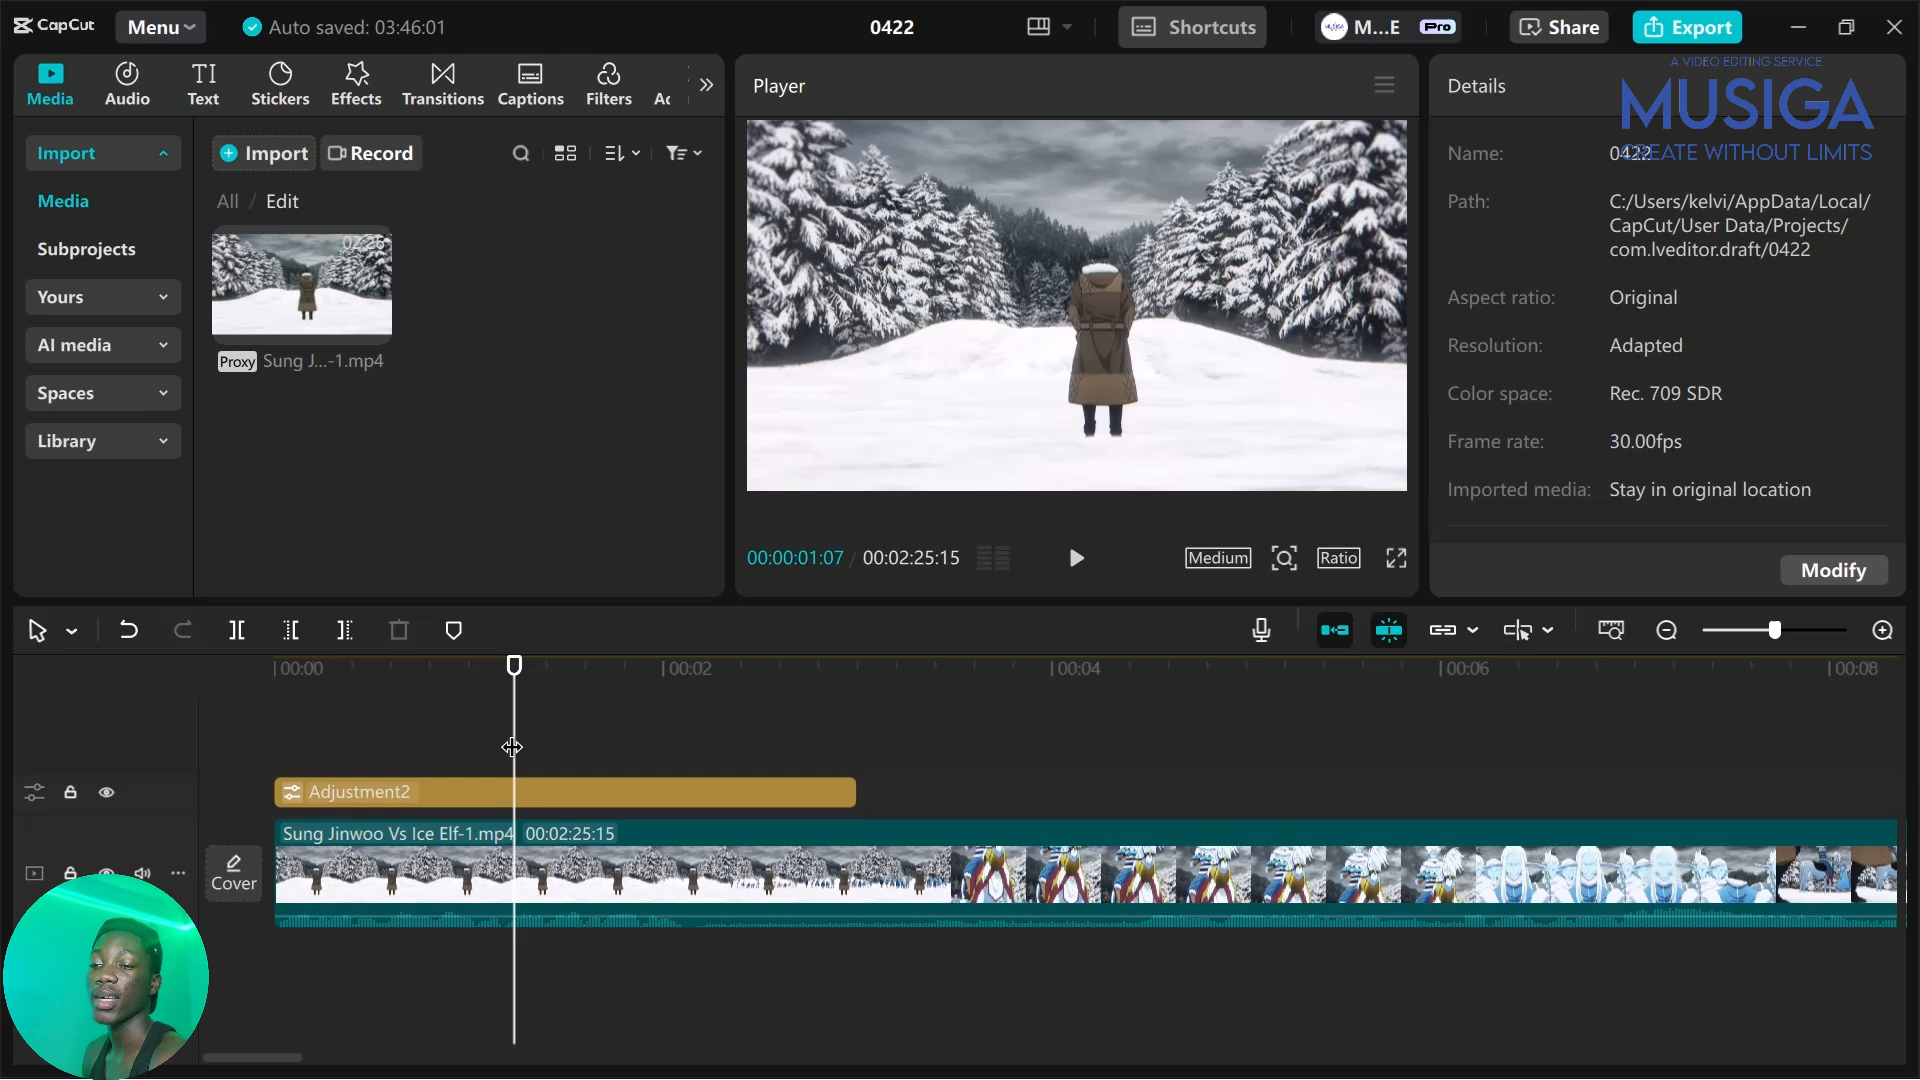 CapCut
Menu
Auto saved: 03:46:01
0422
Shortcuts
M...E
Pro
Share
Export
Media
Audio
Text
Stickers
Effects
Transitions
Captions
Filters
Player
Details
A VIDEO EDITING SERVICE
MUSIGA
CREATE WITHOUT LIMITS
Import
Media
Subprojects
Yours
AI media
Spaces
Library
Import
Record
All / Edit
02:26
Proxy
Sung J...-1.mp4
00:00:01:07 / 00:02:25:15
Medium
Ratio
Name: 0422
Path: C:/Users/kelvi/AppData/Local/
CapCut/User Data/Projects/
com.lveditor.draft/0422
Aspect ratio: Original
Resolution: Adapted
Color space: Rec. 709 SDR
Frame rate: 30.00fps
Imported media: Stay in original location
Modify
00:00
00:02
00:04
00:06
00:08
Adjustment2
Sung Jinwoo Vs Ice Elf-1.mp4 00:02:25:15
Cover